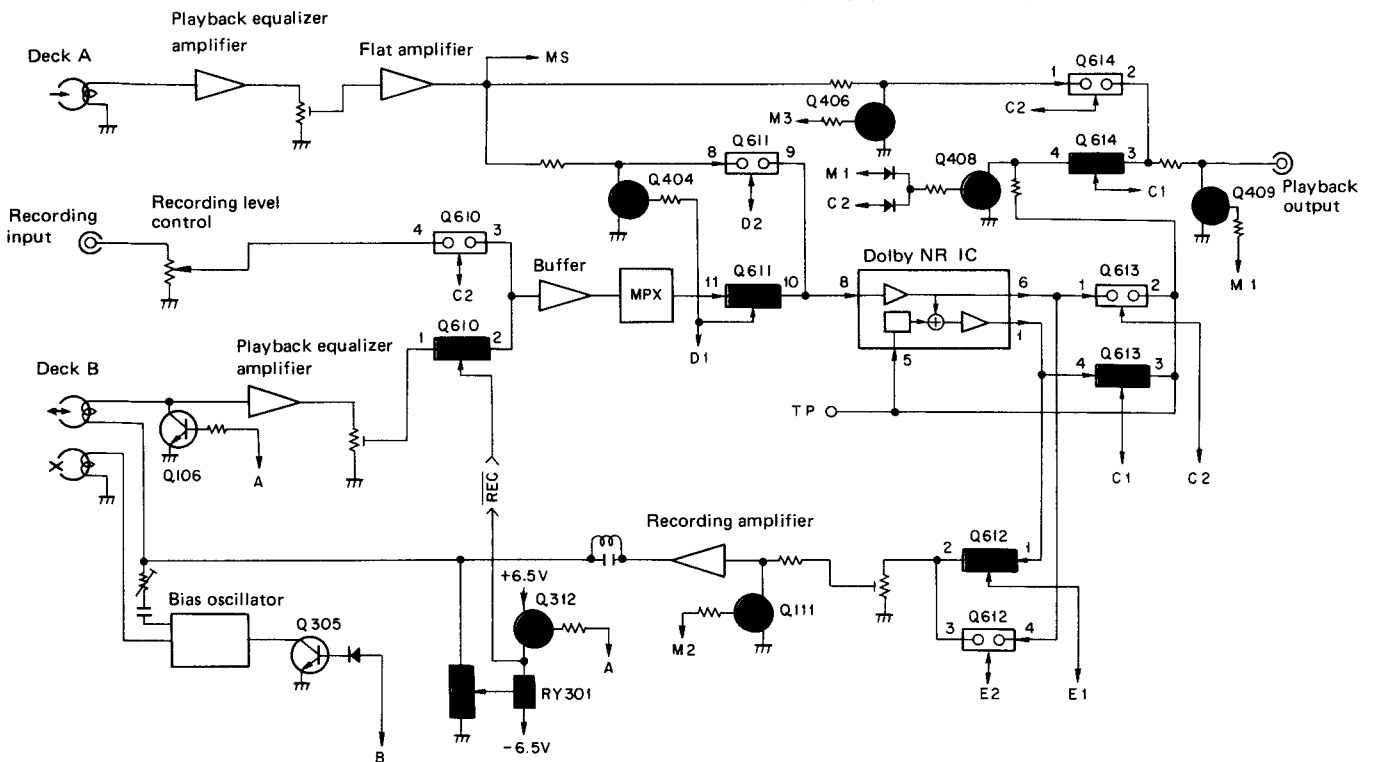 Playback equalizer
amplifier
Deck A
Flat amplifier
MS
1 Q614 2
Q406
M3
C2
Q611
8 9
Q404
D2
Q408
M1
C2
Q614
4 3
C1
Q409
Playback
output
M1
Recording
input
Recording level
control
Q610
4 3
C2
Buffer
MPX
Q611
11 10
D1
Dolby NR IC
8
6
1
5
Q613
1 2
Q610
1 2
Q613
4 3
Playback equalizer
amplifier
Deck B
TP
Q106
A
REC
C1
C2
Recording amplifier
Q612
2 1
+6.5V
Q312
Bias oscillator
Q305
A
M2
Q111
Q612
3 4
RY301
E2
E1
-6.5V
B